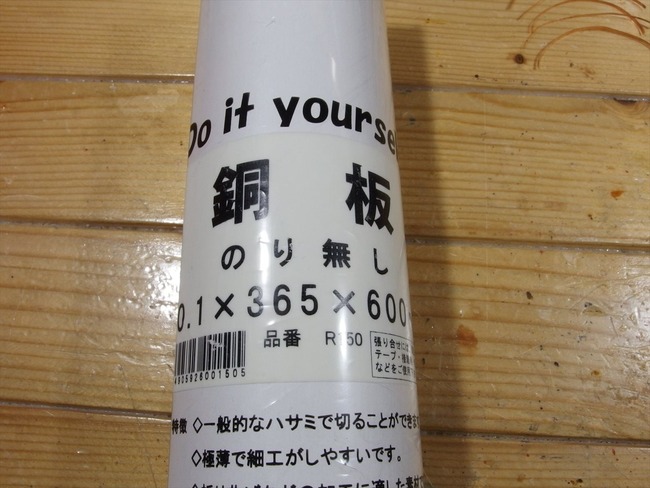 Do it yourse
銅板
のり無し
0.1×365×600
品番 R150
張り合せには
テープ・接着
などをご使用
4905826001505
特徴 ◇一般的なハサミで切ることができま
◇極薄で細工がしやすいです。